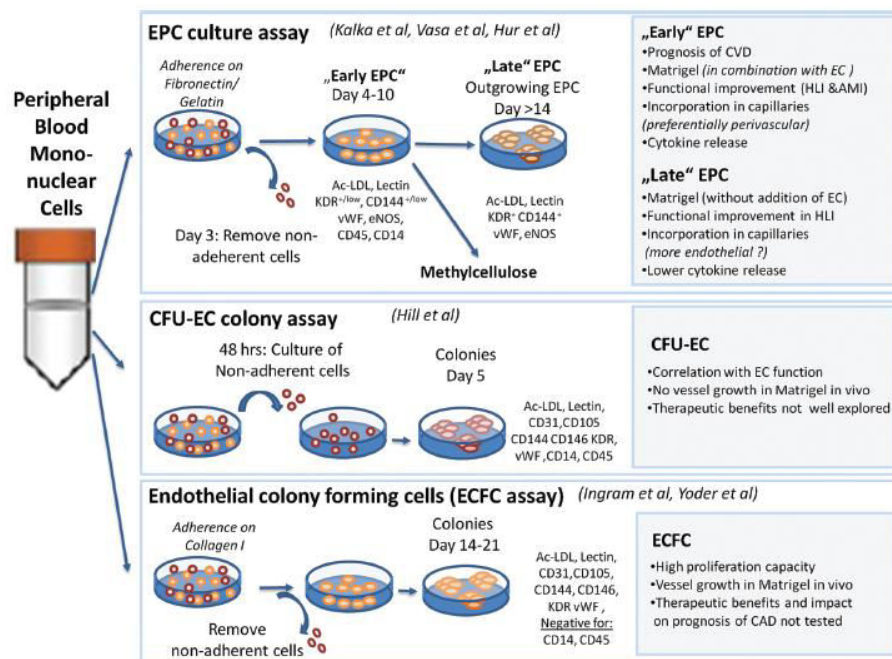 Peripheral
Blood
Mono-
nuclear
Cells
EPC culture assay
(Kalka et al, Vasa et al, Hur et al)
Adherence on
Fibronectin/
Gelatin
„Early EPC“
Day 4-10
„Late“ EPC
Outgrowing EPC
Day >14
Ac-LDL, Lectin
KDR+/low, CD144 +/low
vWF, eNOS,
CD45, CD14
Ac-LDL, Lectin
KDR+ CD144+
vWF, eNOS
Day 3: Remove non-
adeherent cells
Methylcellulose
„Early“ EPC
•Prognosis of CVD
•Matrigel (in combination with EC )
•Functional improvement (HLI &AMI)
•Incorporation in capillaries
(preferentially perivascular)
•Cytokine release
„Late“ EPC
•Matrigel (without addition of EC)
•Functional improvement in HLI
•Incorporation in capillaries
(more endothelial ?)
•Lower cytokine release
CFU-EC colony assay
(Hill et al)
48 hrs: Culture of
Non-adherent cells
Colonies
Day 5
Ac-LDL, Lectin,
CD31,CD105
CD144 CD146 KDR,
vWF ,CD14, CD45
CFU-EC
•Correlation with EC function
•No vessel growth in Matrigel in vivo
•Therapeutic benefits not well explored
Endothelial colony forming cells (ECFC assay)
(Ingram et al, Yoder et al)
Adherence on
Collagen I
Colonies
Day 14-21
Remove
non-adherent cells
Ac-LDL, Lectin,
CD31,CD105,
CD144, CD146,
KDR vWF ,
Negative for:
CD14, CD45
ECFC
•High proliferation capacity
•Vessel growth in Matrigel in vivo
•Therapeutic benefits and impact
on prognosis of CAD not tested